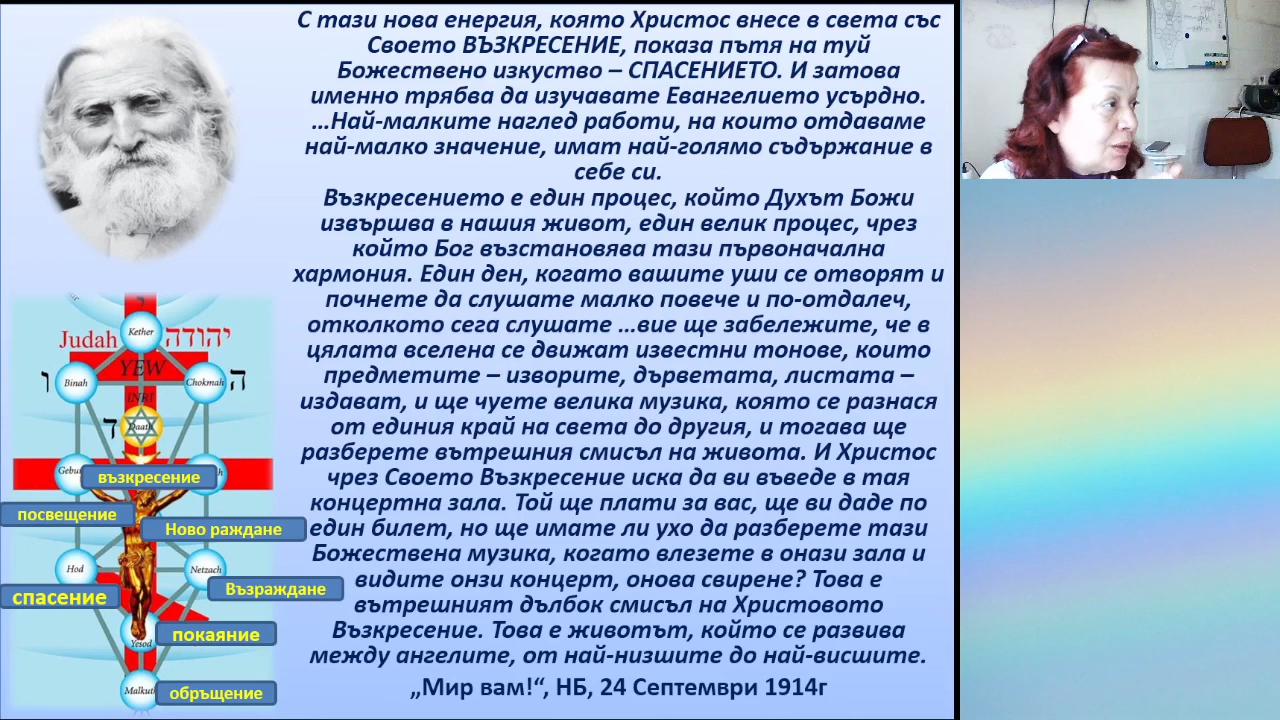 С тази нова енергия, която Христос внесе в света със
Своето ВЪЗКРЕСЕНИЕ, показа пътя на туй
Божествено изкуство – СПАСЕНИЕТО. И затова
именно трябва да изучавате Евангелието усърдно.
...Най-малките наглед работи, на които отдаваме
най-малко значение, имат най-голямо съдържание в
себе си.
Възкресението е един процес, който Духът Божи
извършва в нашия живот, един велик процес, чрез
който Бог възстановява тази първоначална
хармония. Един ден, когато вашите уши се отворят и
почнете да слушате малко повече и по-отдалеч,
отколкото сега слушате ...вие ще забележите, че в
цялата вселена се движат известни тонове, които
предметите – изворите, дърветата, листата –
издават, и ще чуете велика музика, която се разнася
от единия край на света до другия, и тогава ще
разберете вътрешния смисъл на живота. И Христос
чрез Своето Възкресение иска да ви въведе в тая
концертна зала. Той ще плати за вас, ще ви даде по
един билет, но ще имате ли ухо да разберете тази
Божествена музика, когато влезете в онази зала и
видите онзи концерт, онова свирене? Това е
вътрешният дълбок смисъл на Христовото
Възкресение. Това е животът, който се развива
между ангелите, от най-низшите до най-висшите.
„Мир вам!“, НБ, 24 Септември 1914г
י
Kether
Judah יהודה
YEW
ו Binah Chokmah ה
INRI
ד Daath
Gebu
възкресение
посвещение
Ново раждане
Hod Netzach
Възраждане
спасение
Yesod покаяние
Malkut обръщение